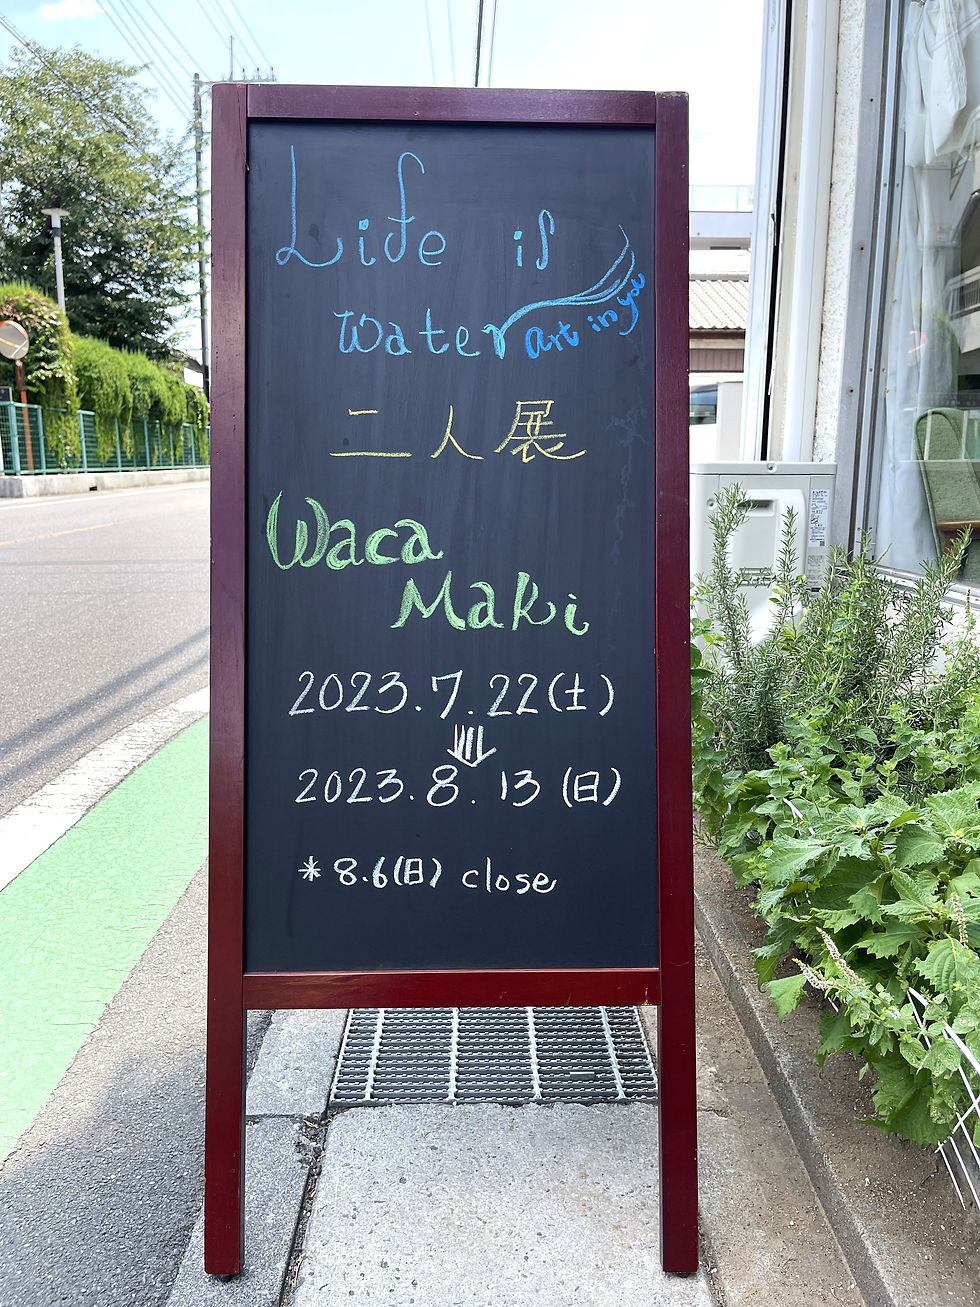 Life is
water
Art in you
二人展
Waca
Maki
2023.7.22(土)
2023.8.13(日)
*8.6(日) close